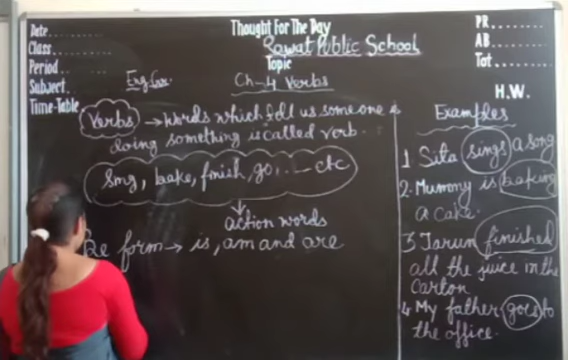 Date.........
Class.........
Period.........
Subject.. Eng Gr.
Time-Table
Thought For The Day
Rawat Public School
Topic
Ch-4 Verbs
PR........
AB........
Tot........
H.W.
Verbs → Words which tell us someone is
doing something is called verb.
Sing, bake, finish, go, ... etc
action words
Be form → is, am and are
Examples
1 Sita sings a song
2. Mummy is baking
a cake.
3 Tarun finished
all the juice in the
carton
4 My father goes to
the office.